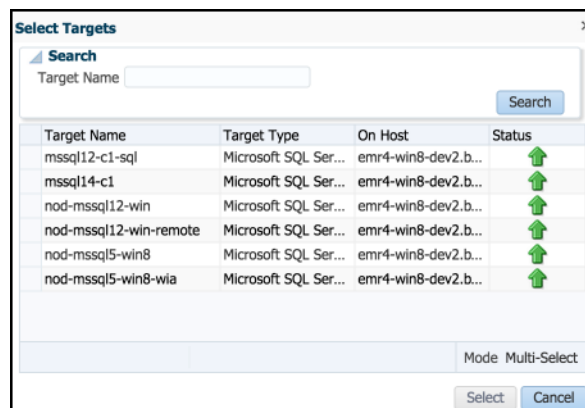 Select Targets
Search
Target Name
Search
Target Name Target Type On Host Status
mssql12-c1-sql Microsoft SQL Ser... emr4-win8-dev2.b...
mssql14-c1 Microsoft SQL Ser... emr4-win8-dev2.b...
nod-mssql12-win Microsoft SQL Ser... emr4-win8-dev2.b...
nod-mssql12-win-remote Microsoft SQL Ser... emr4-win8-dev2.b...
nod-mssql5-win8 Microsoft SQL Ser... emr4-win8-dev2.b...
nod-mssql5-win8-wia Microsoft SQL Ser... emr4-win8-dev2.b...
Mode Multi-Select
Select Cancel